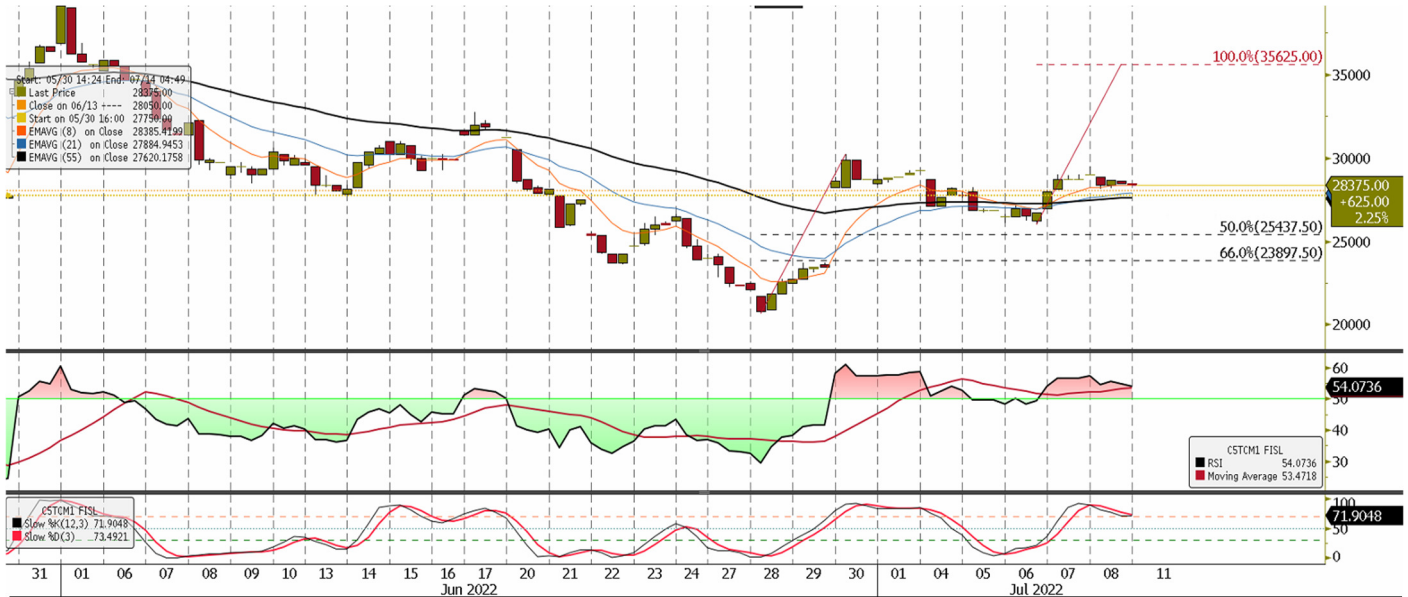 100.0%(35625.00)
35000
Start: 05/30 14:24 End: 07/14 04:49
Last Price 28375.00
Close on 06/13 ---- 28050.00
Start on 05/30 16:00 27750.00
EMAVG (8) on Close 28385.4199
EMAVG (21) on Close 27884.9453
EMAVG (55) on Close 27620.1758
30000
28375.00
+625.00
2.25%
50.0%(25437.50)
25000
66.0%(23897.50)
20000
60
54.0736
50
40
30
C5TCM1 FISL
RSI 54.0736
Moving Average 53.4718
100
C5TCM1 FISL
Slow %K(12,3) 71.9048
Slow %D(3) 73.4921
71.9048
50
0
31 01 06 07 08 09 10 13 14 15 16 17 20 21 22 23 24 27 28 29 30 01 04 05 06 07 08 11
Jun 2022 Jul 2022